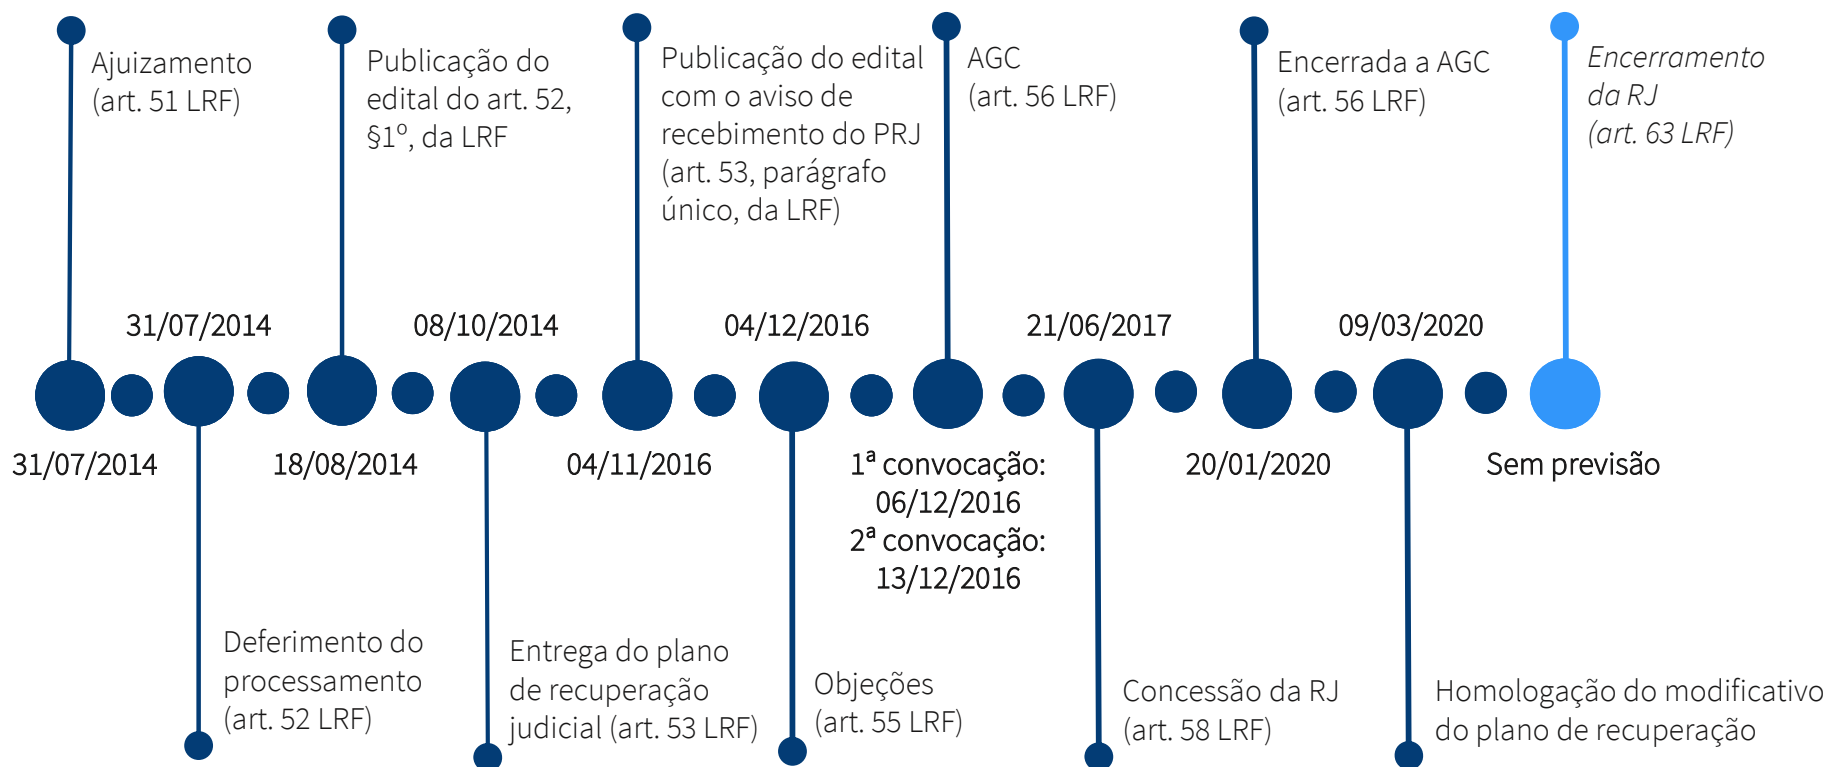 Ajuizamento
(art. 51 LRF)
Publicação do
edital do art. 52,
§1º, da LRF
Publicação do edital
com o aviso de
recebimento do PRJ
(art. 53, parágrafo
único, da LRF)
AGC
(art. 56 LRF)
Encerrada a AGC
(art. 56 LRF)
Encerramento
da RJ
(art. 63 LRF)
31/07/2014
08/10/2014
04/12/2016
21/06/2017
09/03/2020
31/07/2014
18/08/2014
04/11/2016
1ª convocação:
06/12/2016
2ª convocação:
13/12/2016
20/01/2020
Sem previsão
Deferimento do
processamento
(art. 52 LRF)
Entrega do plano
de recuperação
judicial (art. 53 LRF)
Objeções
(art. 55 LRF)
Concessão da RJ
(art. 58 LRF)
Homologação do modificativo
do plano de recuperação